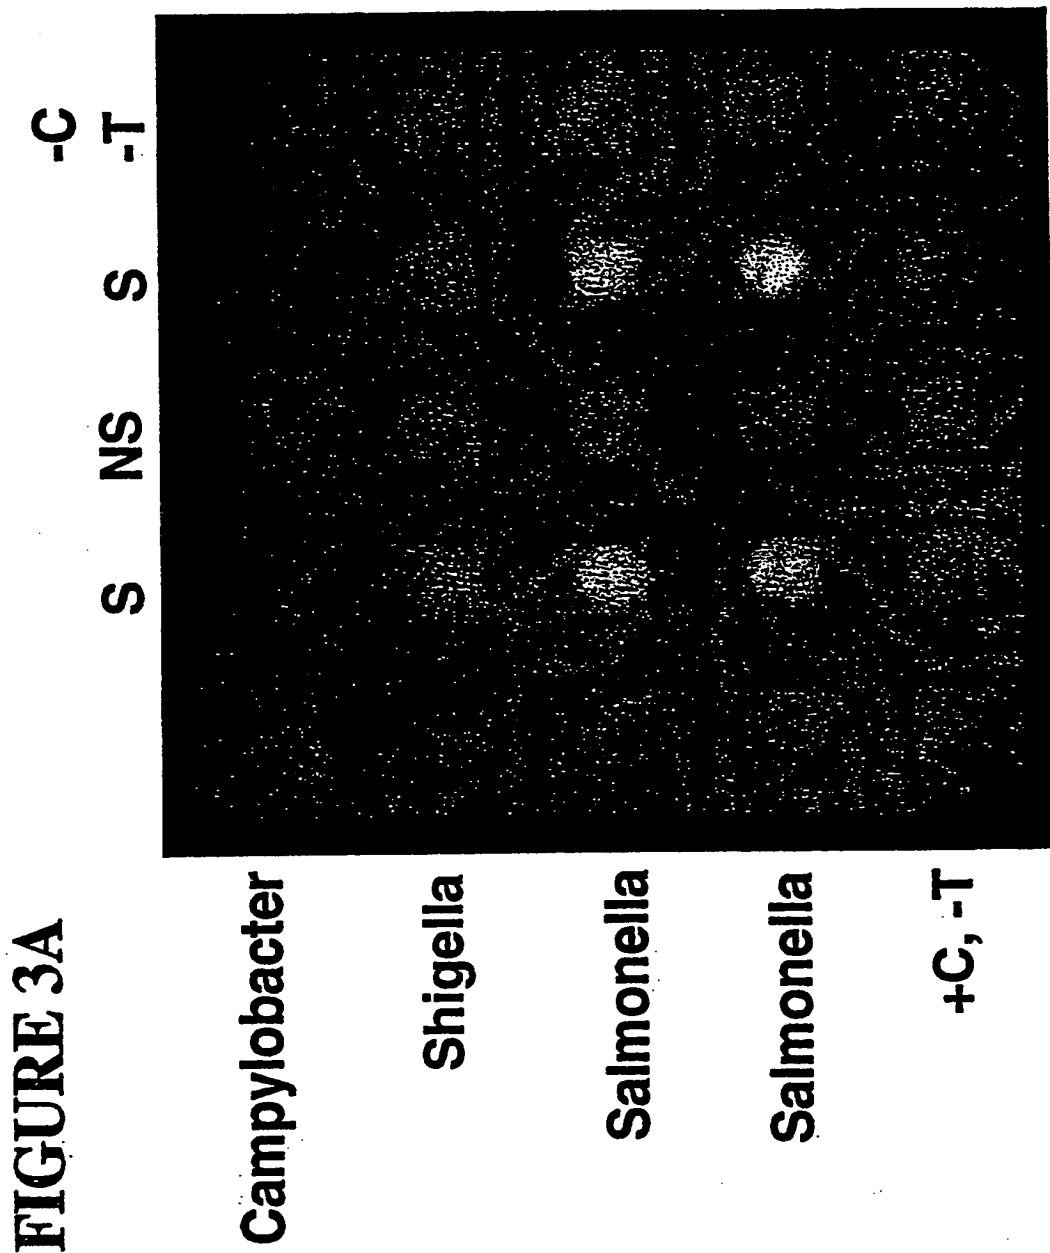 FIGURE 3A
S NS S -C
-T
Campylobacter
Shigella
Salmonella
Salmonella
+C, -T